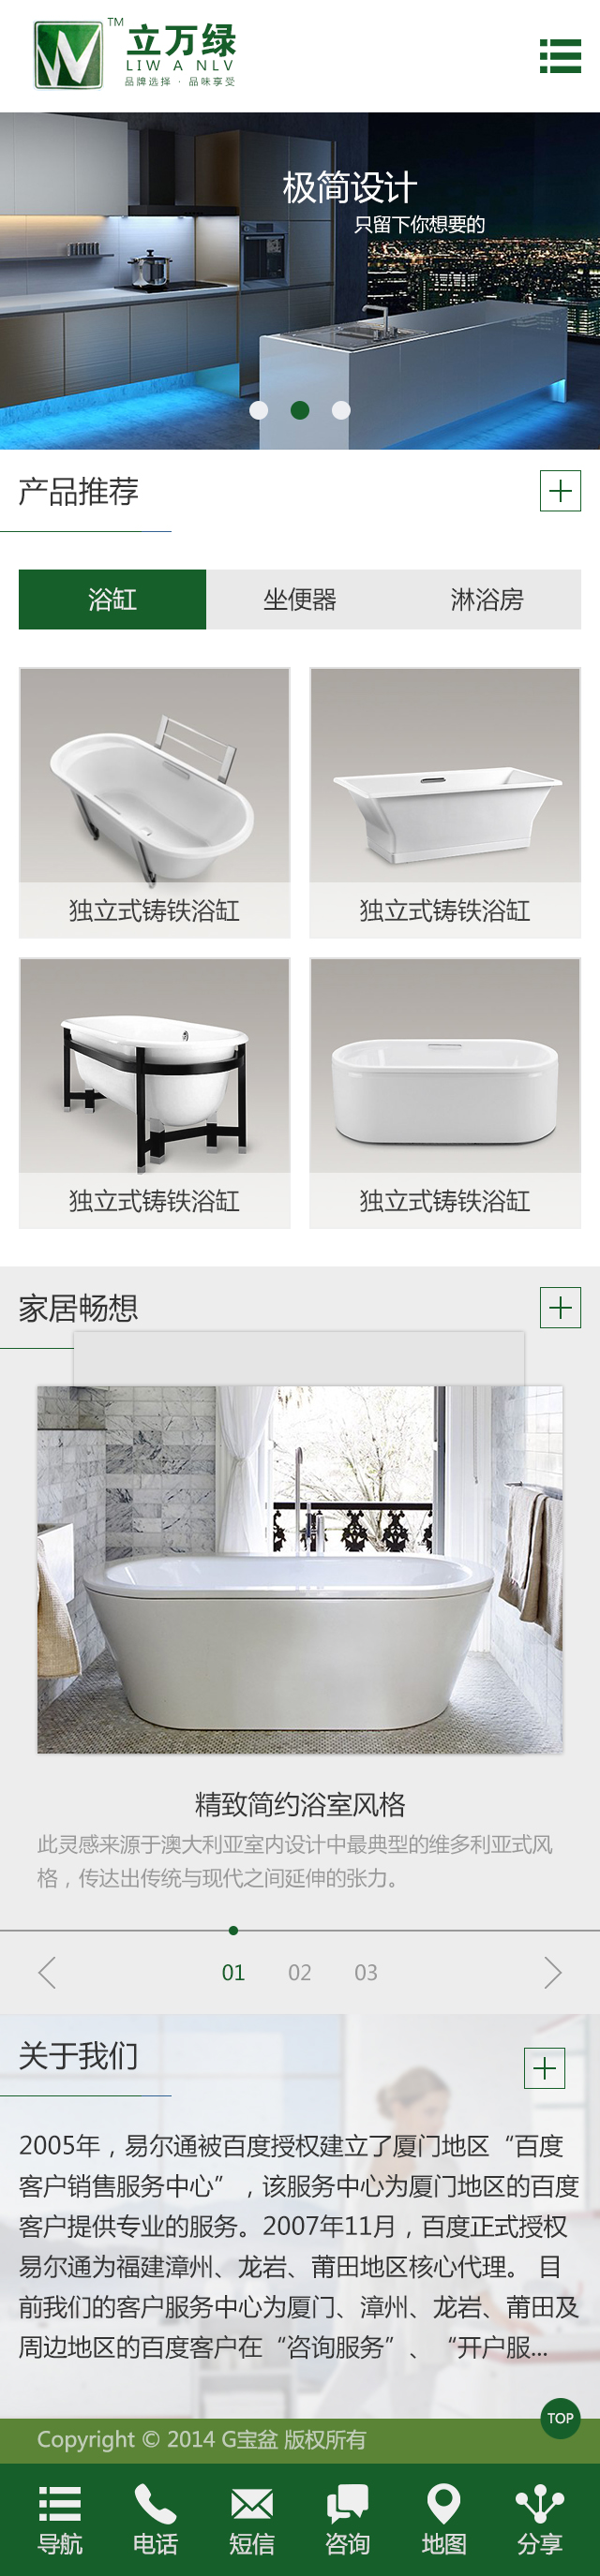 TM
立万绿
LIW A NLV
品牌选择 · 品味享受
极简设计
只留下你想要的
产品推荐
浴缸 坐便器 淋浴房
独立式铸铁浴缸 独立式铸铁浴缸
独立式铸铁浴缸 独立式铸铁浴缸
家居畅想
精致简约浴室风格
此灵感来源于澳大利亚室内设计中最典型的维多利亚式风
格，传达出传统与现代之间延伸的张力。
01 02 03
关于我们
2005年，易尔通被百度授权建立了厦门地区“百度
客户销售服务中心”，该服务中心为厦门地区的百度
客户提供专业的服务。2007年11月，百度正式授权
易尔通为福建漳州、龙岩、莆田地区核心代理。 目
前我们的客户服务中心为厦门、漳州、龙岩、莆田及
周边地区的百度客户在“咨询服务”、“开户服...
TOP
Copyright © 2014 G宝盆 版权所有
导航 电话 短信 咨询 地图 分享